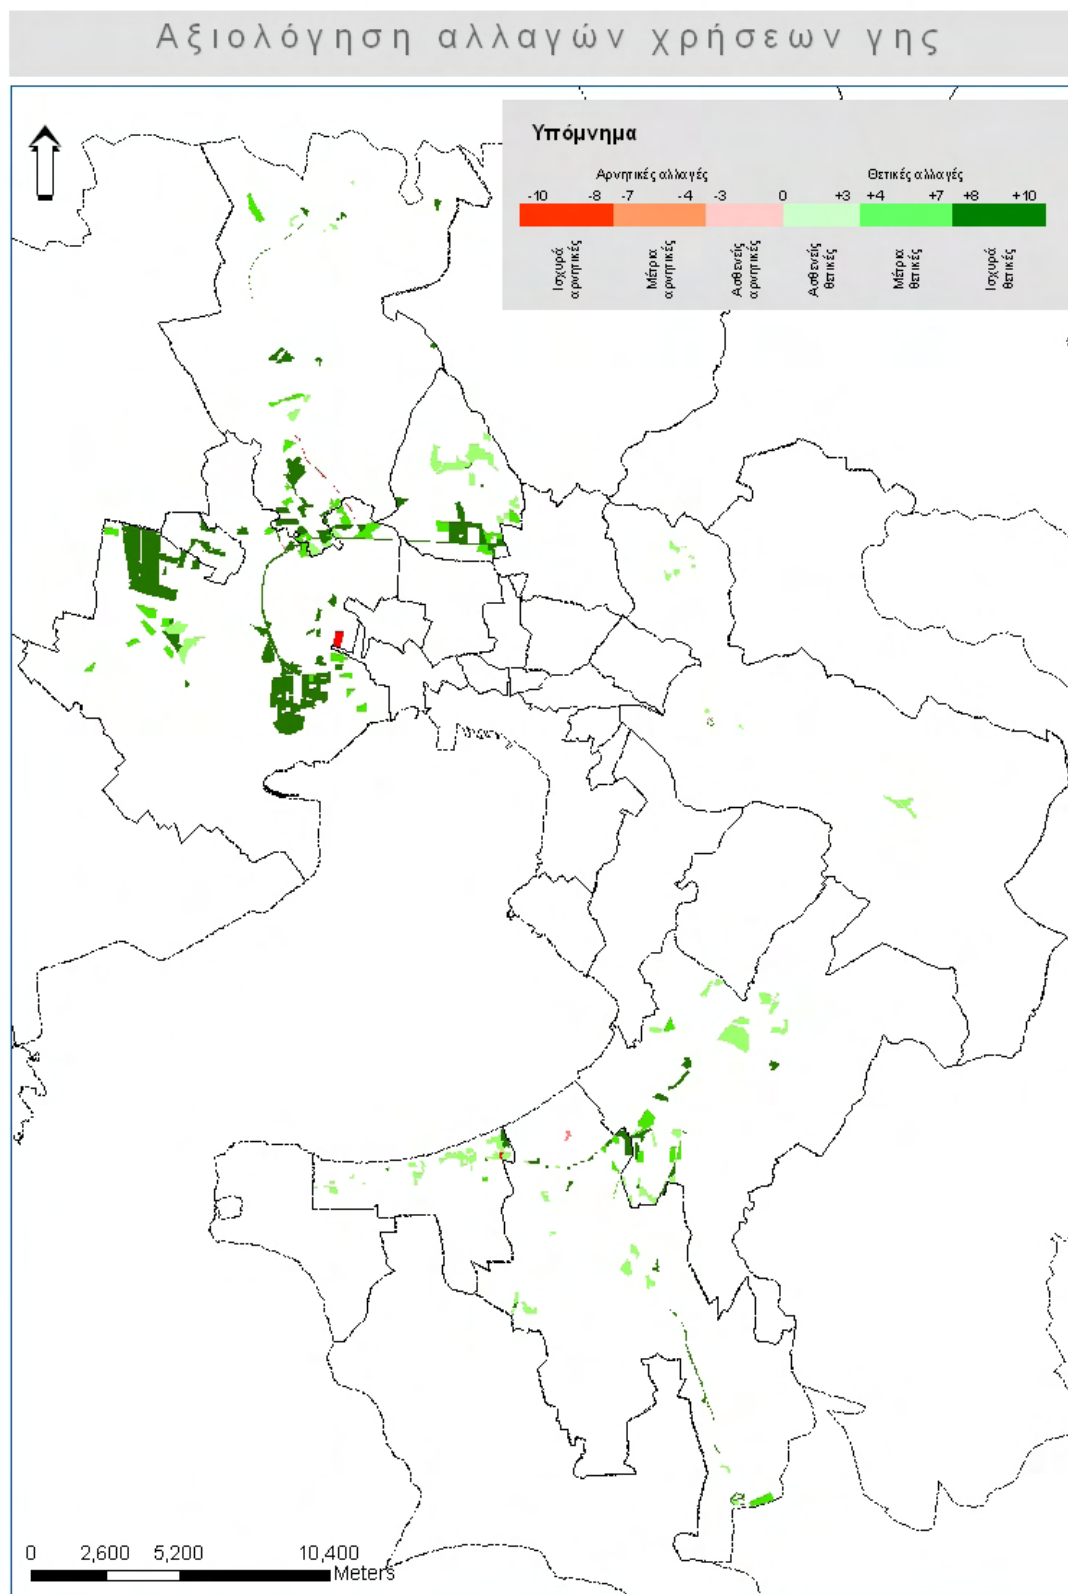 Αξιολόγηση αλλαγών χρήσεων γης
Υπόμνημα
Αρνητικές αλλαγές Θετικές αλλαγές
-10 -8 -7 -4 -3 0 +3 +4 +7 +8 +10
Ισχυρά αρνητικές
Μέτρια αρνητικές
Ασθενείς αρνητικές
Ασθενείς θετικές
Μέτρια θετικές
Ισχυρά θετικές
0 2,600 5,200 10,400
Meters